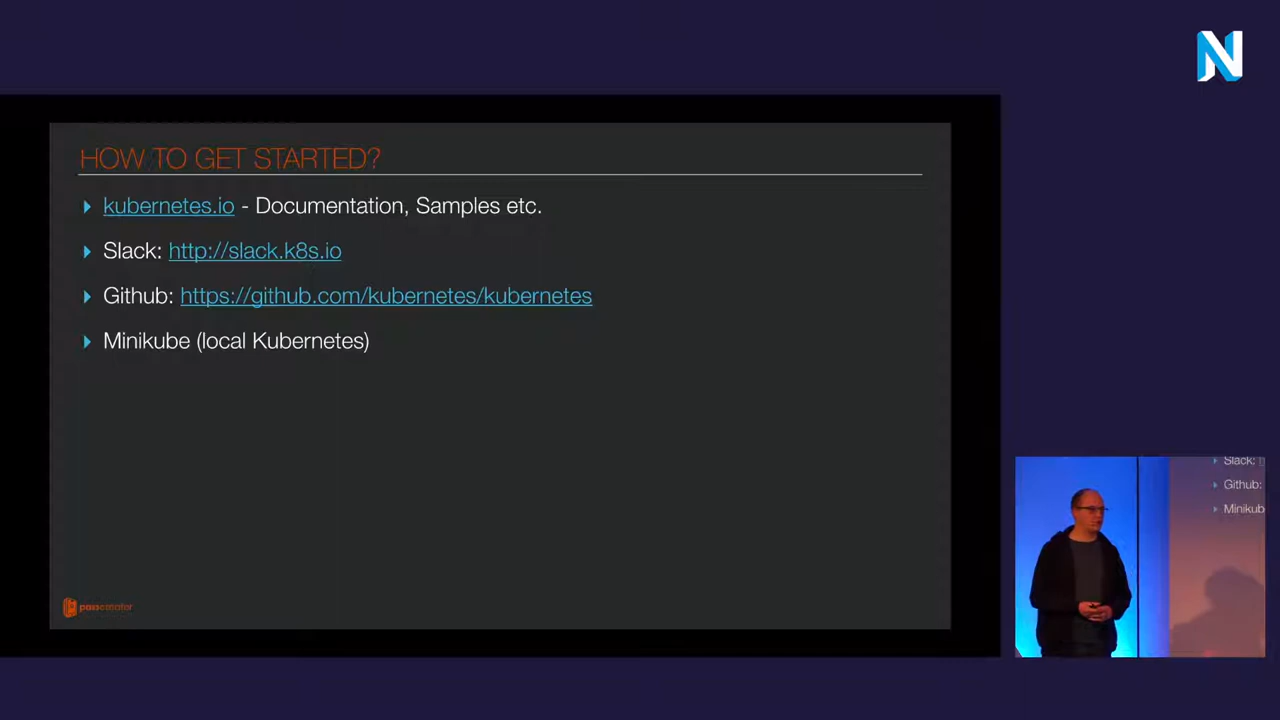 HOW TO GET STARTED?
kubernetes.io - Documentation, Samples etc.
Slack: http://slack.k8s.io
Github: https://github.com/kubernetes/kubernetes
Minikube (local Kubernetes)
passcreator
Slack:
Github:
Minikub